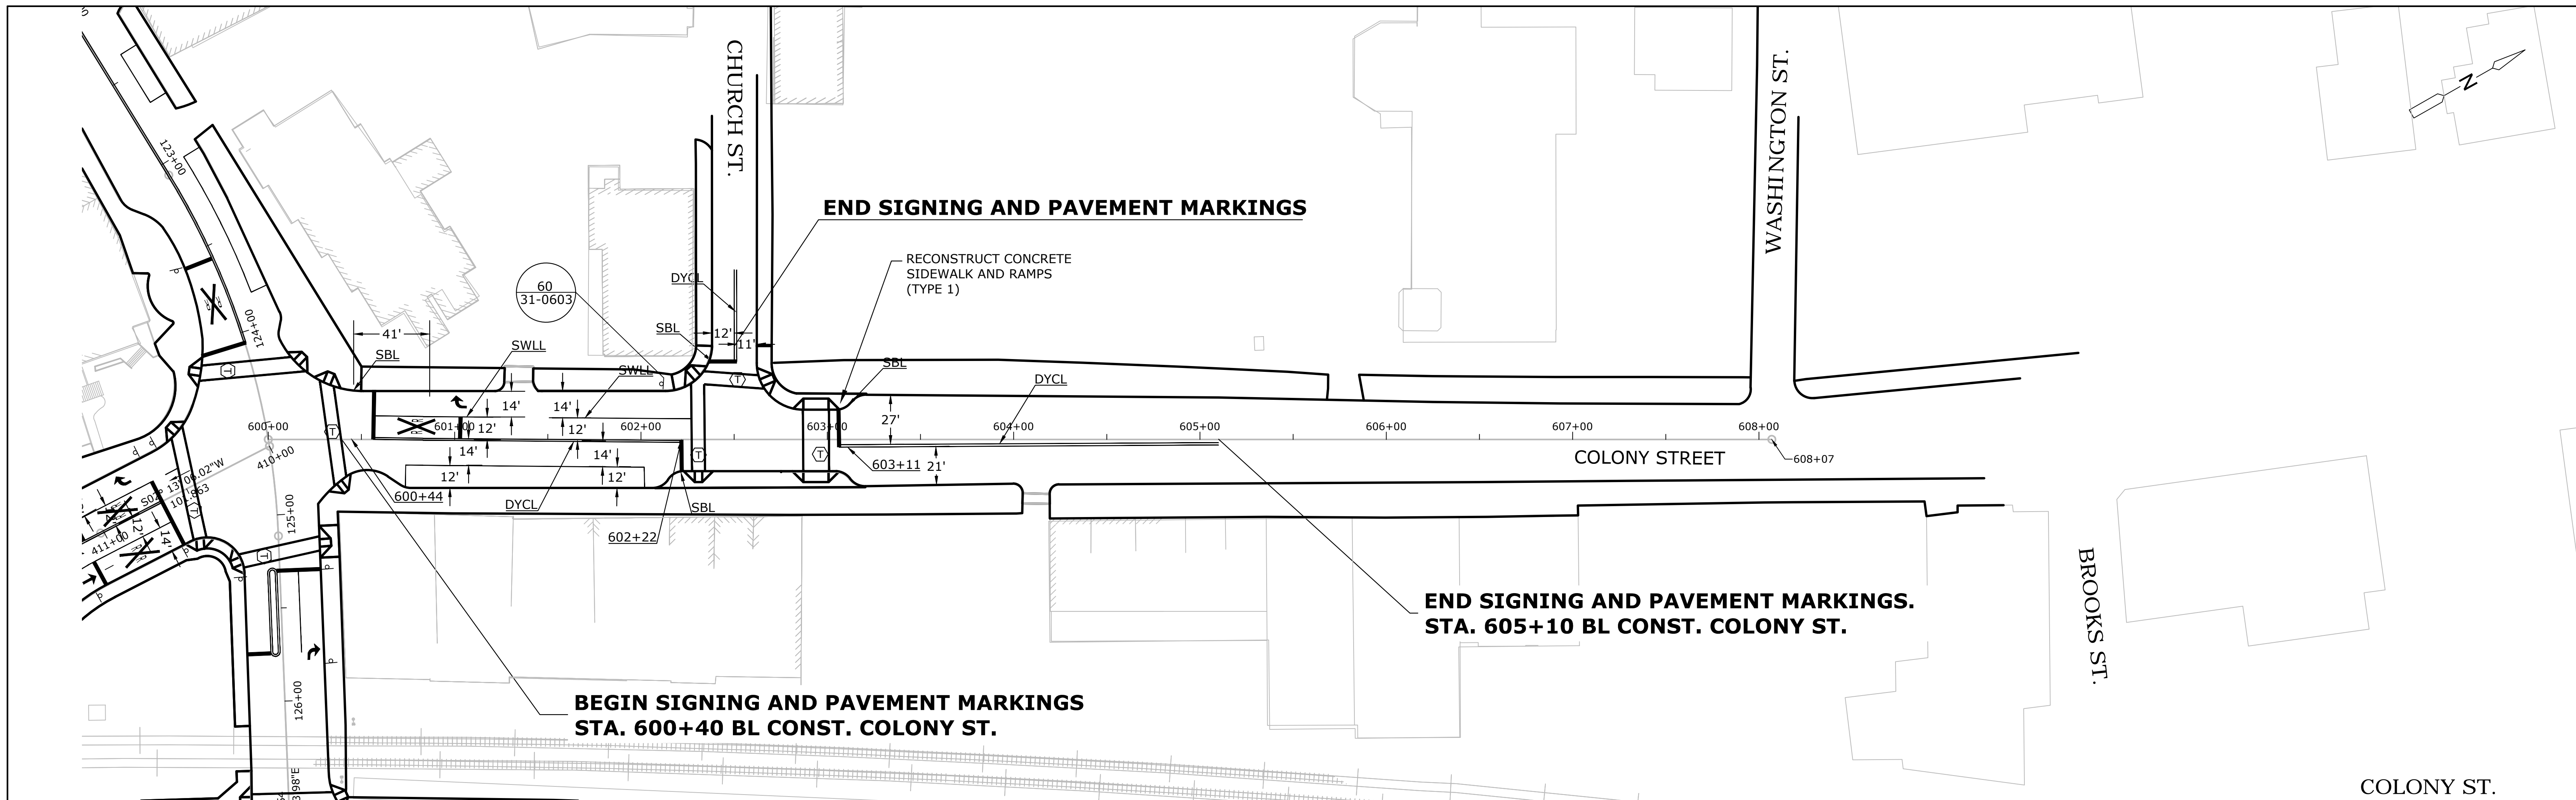 CHURCH ST.
WASHINGTON ST.
N
END SIGNING AND PAVEMENT MARKINGS
RECONSTRUCT CONCRETE
SIDEWALK AND RAMPS
(TYPE 1)
60
31-0603
DYCL
SBL
12'
11'
123+00
124+00
41'
SBL
SWLL
SWLL
SBL
DYCL
T
T
14'
14'
27'
600+00
601+00
602+00
603+00
604+00
605+00
606+00
607+00
608+00
12'
12'
T
T
T
14'
14'
603+11
21'
COLONY STREET
608+07
410+00
12'
12'
600+44
DYCL
SBL
602+22
T
125+00
411+00
12'
14'
T
126+00
BROOKS ST.
END SIGNING AND PAVEMENT MARKINGS.
STA. 605+10 BL CONST. COLONY ST.
BEGIN SIGNING AND PAVEMENT MARKINGS
STA. 600+40 BL CONST. COLONY ST.
3'98"E
COLONY ST.